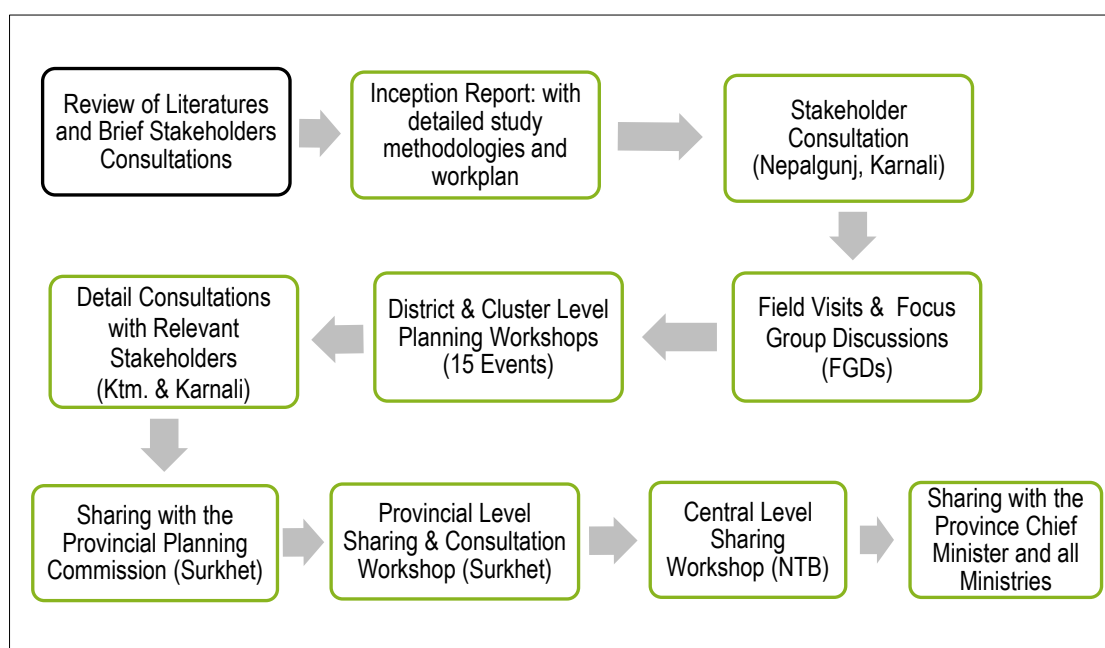 Review of Literatures
and Brief Stakeholders
Consultations
Inception Report: with
detailed study
methodologies and
workplan
Stakeholder
Consultation
(Nepalgunj, Karnali)
Field Visits & Focus
Group Discussions
(FGDs)
District & Cluster Level
Planning Workshops
(15 Events)
Detail Consultations
with Relevant
Stakeholders
(Ktm. & Karnali)
Sharing with the
Provincial Planning
Commission (Surkhet)
Provincial Level
Sharing & Consultation
Workshop (Surkhet)
Central Level
Sharing
Workshop (NTB)
Sharing with the
Province Chief
Minister and all
Ministries